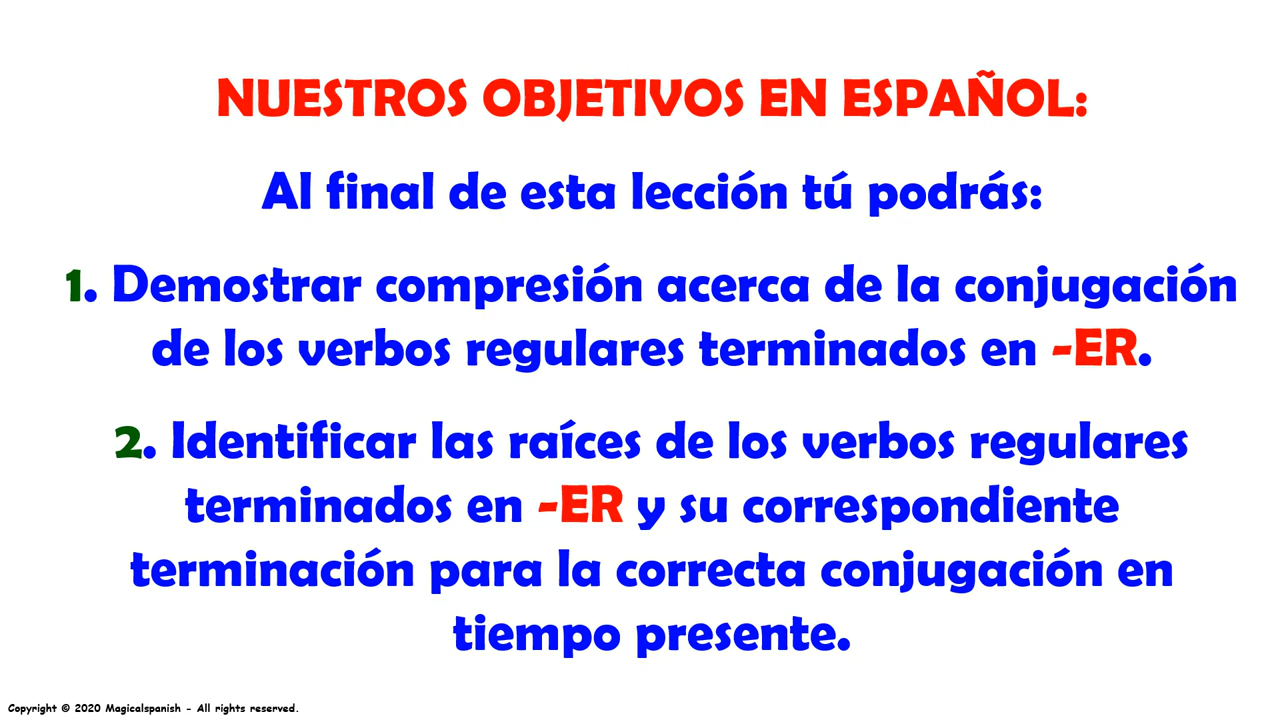 NUESTROS OBJETIVOS EN ESPAÑOL:
Al final de esta lección tú podrás:
1. Demostrar compresión acerca de la conjugación
de los verbos regulares terminados en -ER.
2. Identificar las raíces de los verbos regulares
terminados en -ER y su correspondiente
terminación para la correcta conjugación en
tiempo presente.
Copyright © 2020 Magicalspanish - All rights reserved.